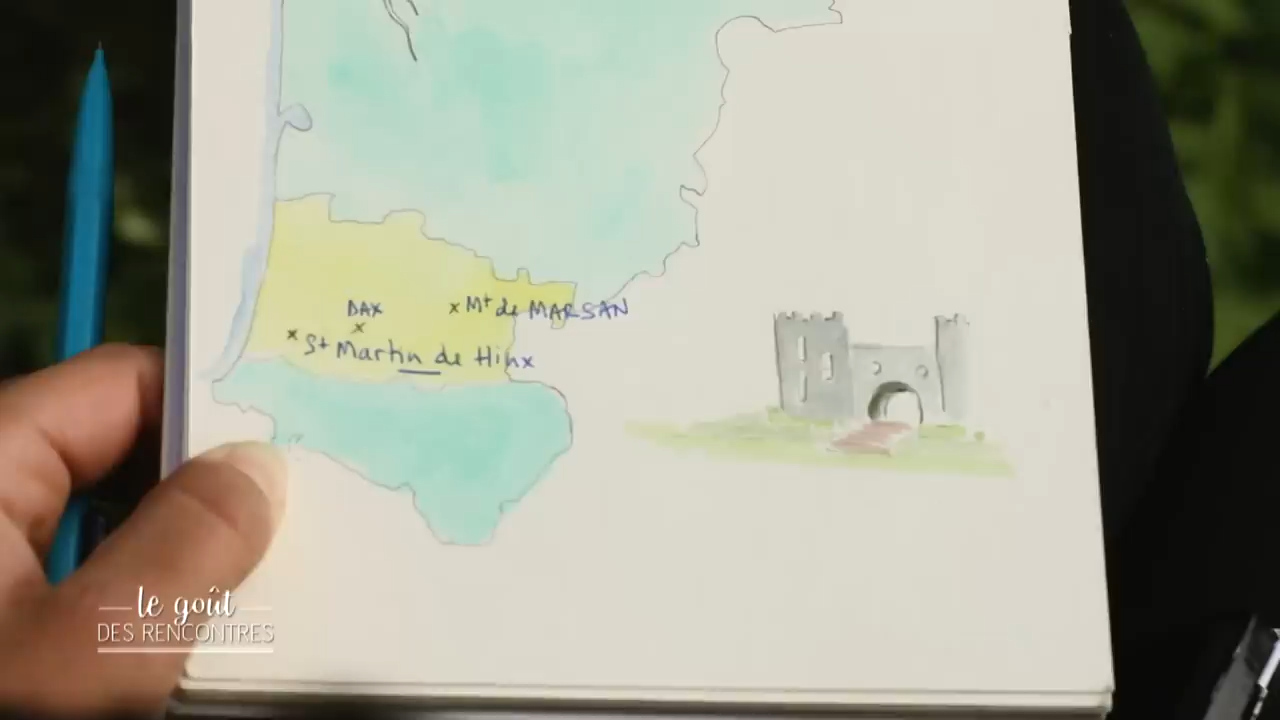 DAX
x Mt de MARSAN
x
x St Martin de Hinx
le goût
DES RENCONTRES